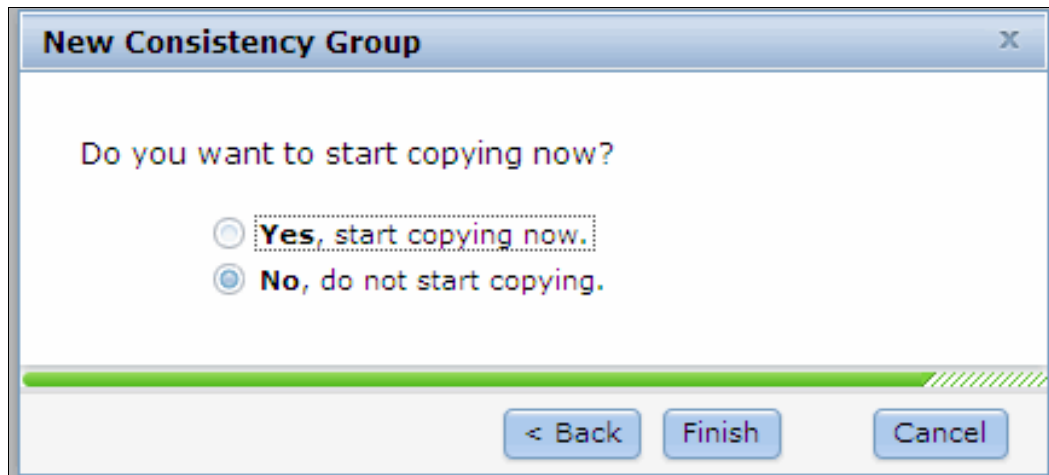 New Consistency Group x
Do you want to start copying now?
Yes, start copying now.
No, do not start copying.
< Back Finish Cancel